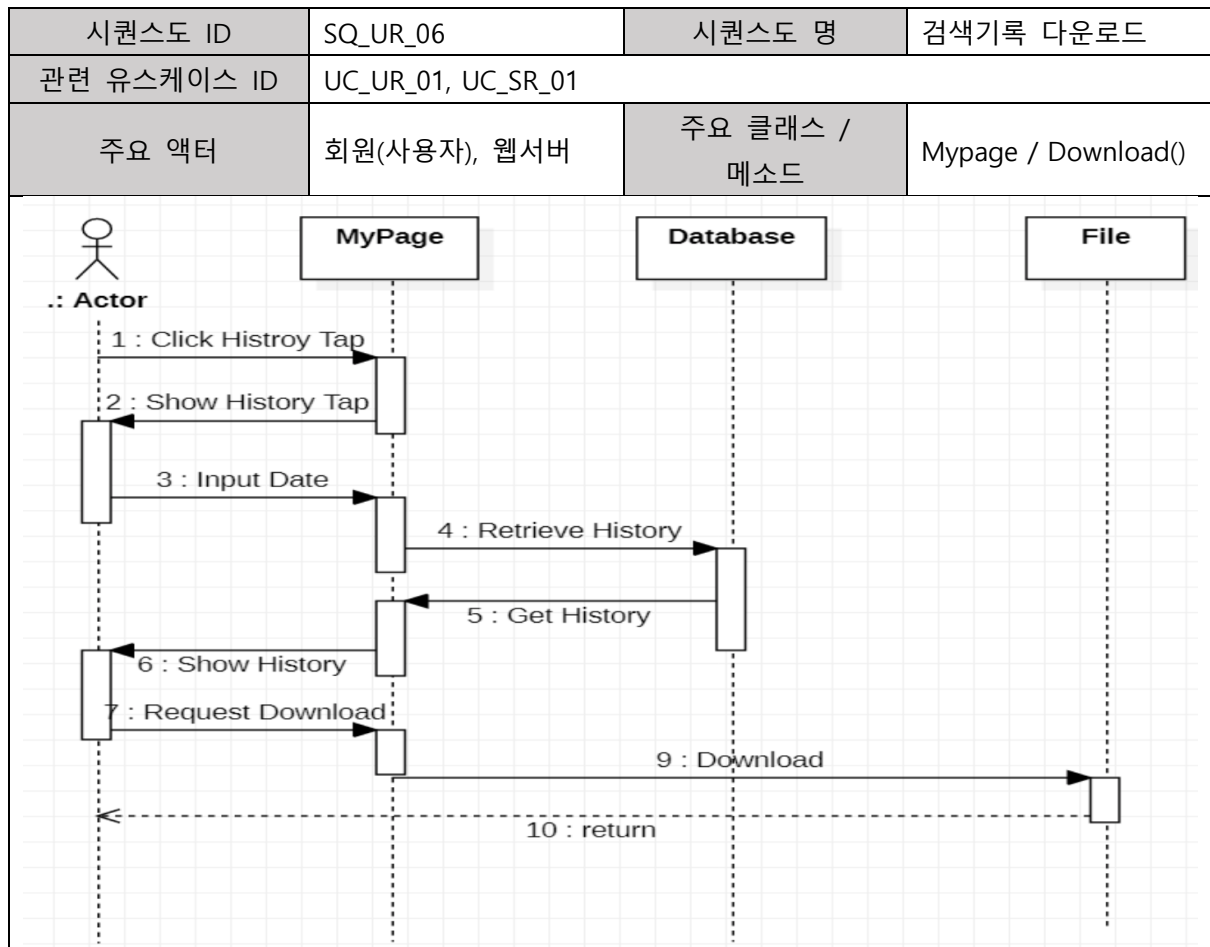 시퀀스도 ID SQ_UR_06 시퀀스도 명 검색기록 다운로드
관련 유스케이스 ID UC_UR_01, UC_SR_01
주요 액터 회원(사용자), 웹서버 주요 클래스 /
메소드 Mypage / Download()
MyPage Database File
.: Actor
1 : Click Histroy Tap
2 : Show History Tap
3 : Input Date
4 : Retrieve History
5 : Get History
6 : Show History
7 : Request Download
9 : Download
10 : return